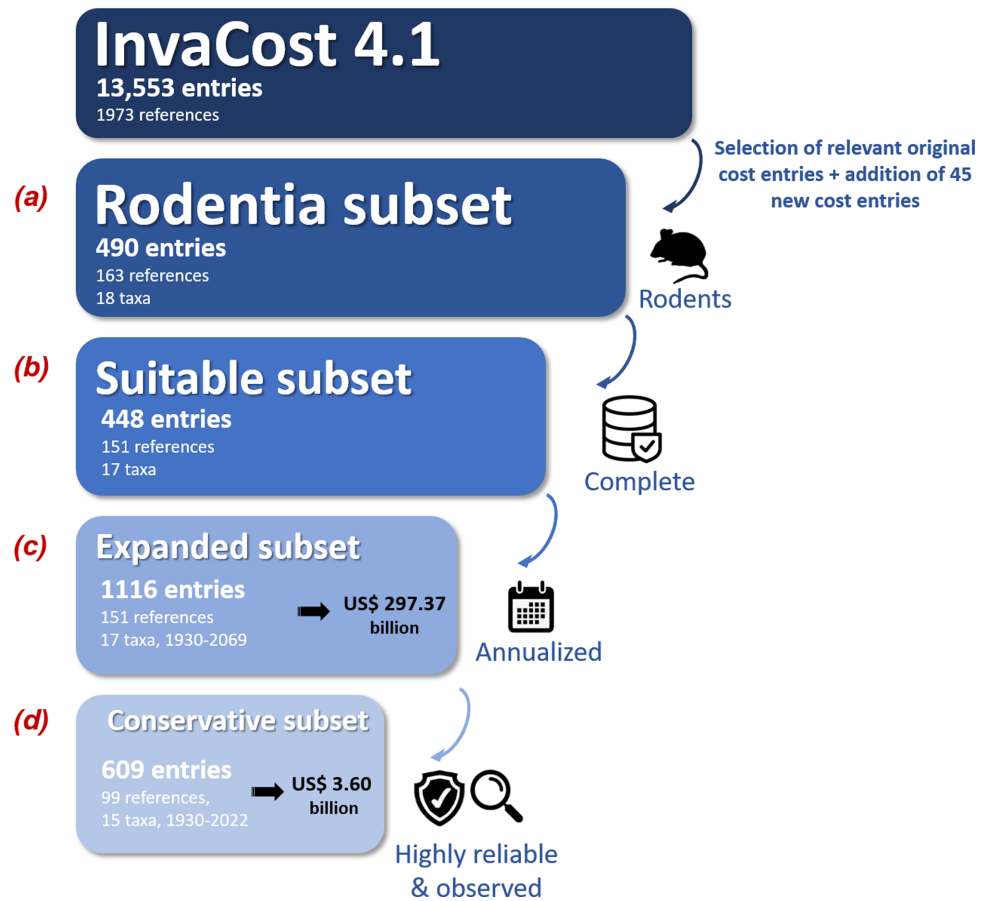 InvaCost 4.1
13,553 entries
1973 references
Selection of relevant original
cost entries + addition of 45
new cost entries
(a)
Rodentia subset
490 entries
163 references
18 taxa
Rodents
(b)
Suitable subset
448 entries
151 references
17 taxa
Complete
(c)
Expanded subset
1116 entries
151 references
17 taxa, 1930-2069
US$ 297.37
billion
Annualized
(d)
Conservative subset
609 entries
99 references,
15 taxa, 1930-2022
US$ 3.60
billion
Highly reliable
& observed